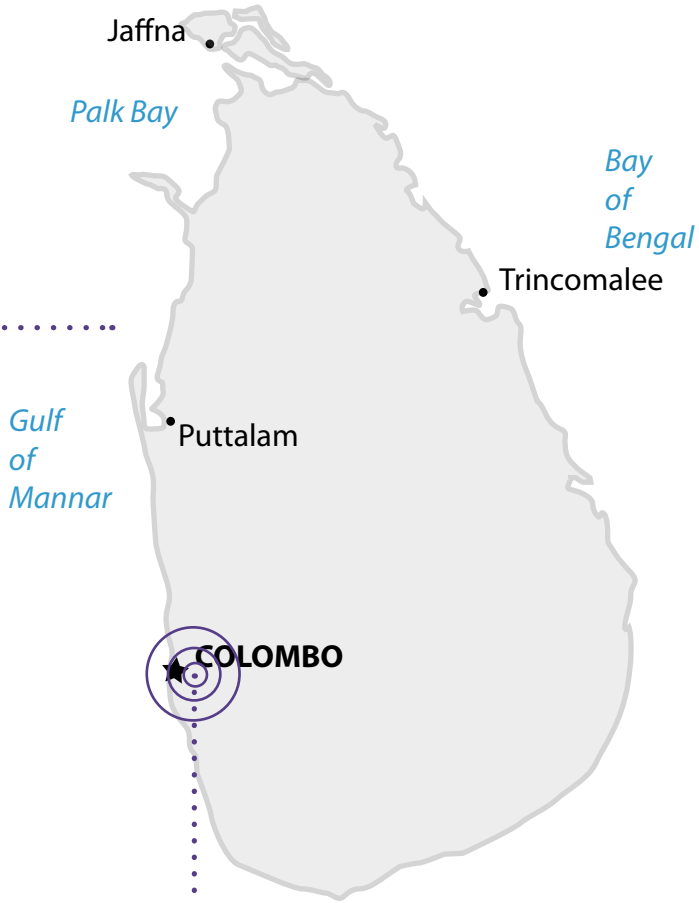 Jaffna
Palk Bay
Bay
of
Bengal
Trincomalee
Gulf
of
Mannar
Puttalam
COLOMBO